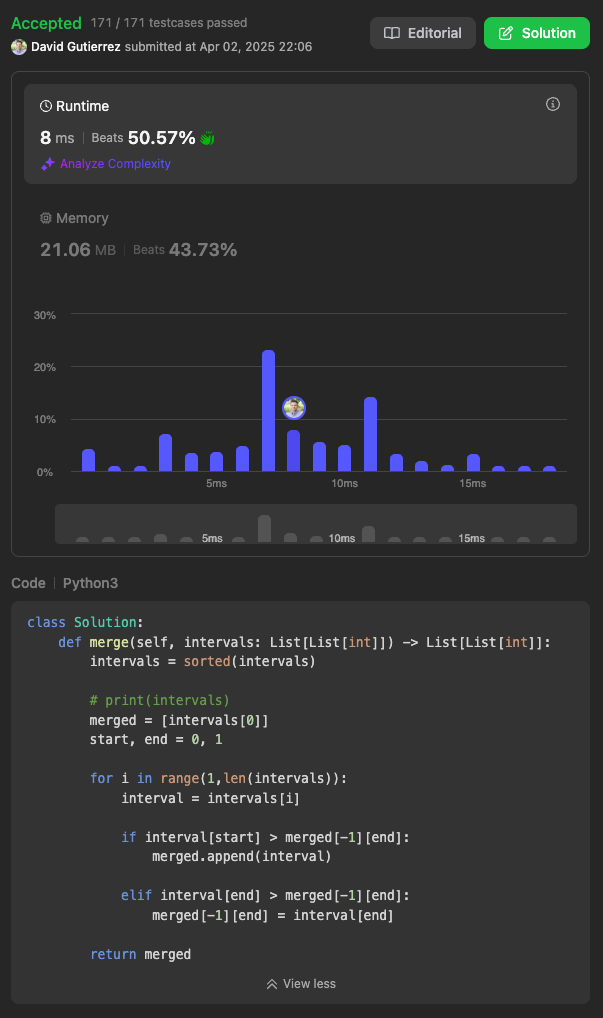 Accepted 171 / 171 testcases passed
David Gutierrez submitted at Apr 02, 2025 22:06
Editorial
Solution
Runtime
8 ms | Beats 50.57%
Analyze Complexity
Memory
21.06 MB | Beats 43.73%
30%
20%
10%
0%
5ms 10ms 15ms
5ms 10ms 15ms
Code | Python3
class Solution:
    def merge(self, intervals: List[List[int]]) -> List[List[int]]:
        intervals = sorted(intervals)
        # print(intervals)
        merged = [intervals[0]]
        start, end = 0, 1
        for i in range(1,len(intervals)):
            interval = intervals[i]
            if interval[start] > merged[-1][end]:
                merged.append(interval)
            elif interval[end] > merged[-1][end]:
                merged[-1][end] = interval[end]
        return merged
View less